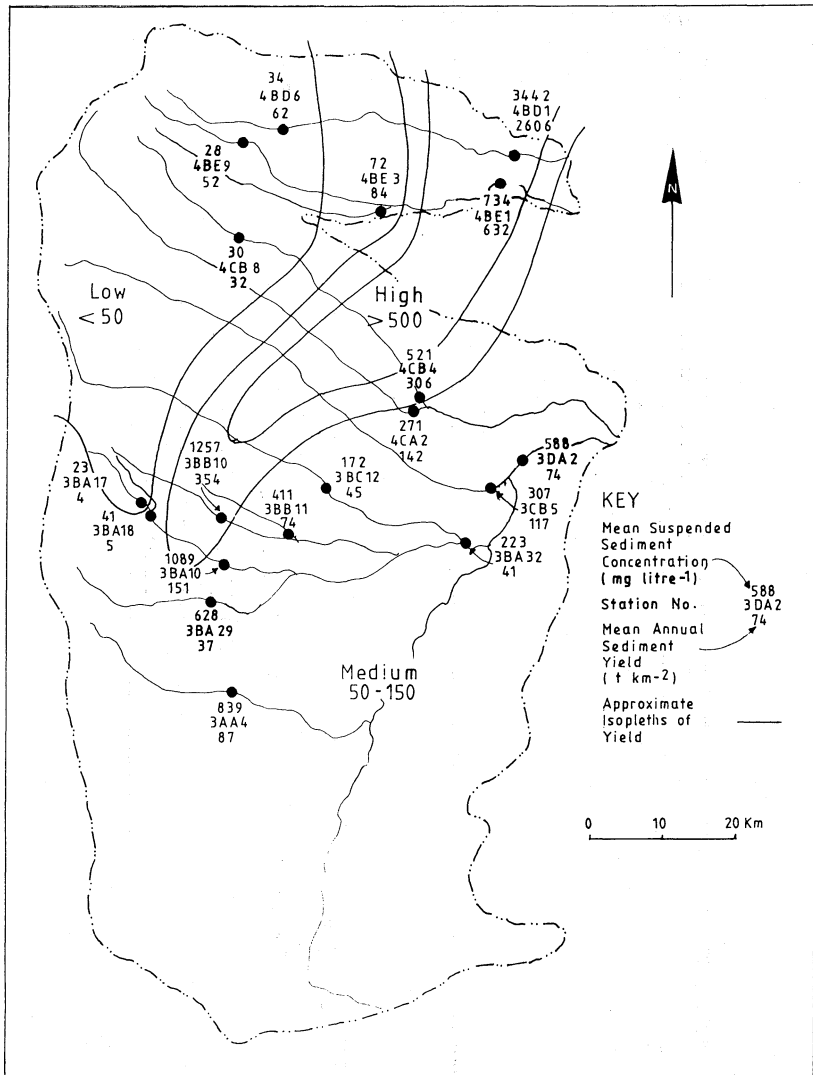 34
4BD6
62
3442
4BD1
2606
28
4BE9
52
72
4BE3
84
734
4BE1
632
N
30
4CB8
32
Low
<50
High
>500
521
4CB4
306
271
4CA2
142
23
3BA17
4
41
3BA18
5
1257
3BB10
354
411
3BB11
74
172
3BC12
45
588
3DA2
74
307
3CB5
117
223
3BA32
41
1089
3BA10
151
628
3BA29
37
839
3AA4
87
Medium
50-150
KEY
Mean Suspended
Sediment
Concentration
(mg litre-1)
Station No.
Mean Annual
Sediment
Yield
(t km-2)
588
3DA2
74
Approximate
Isopleths of
Yield
0 10 20 Km